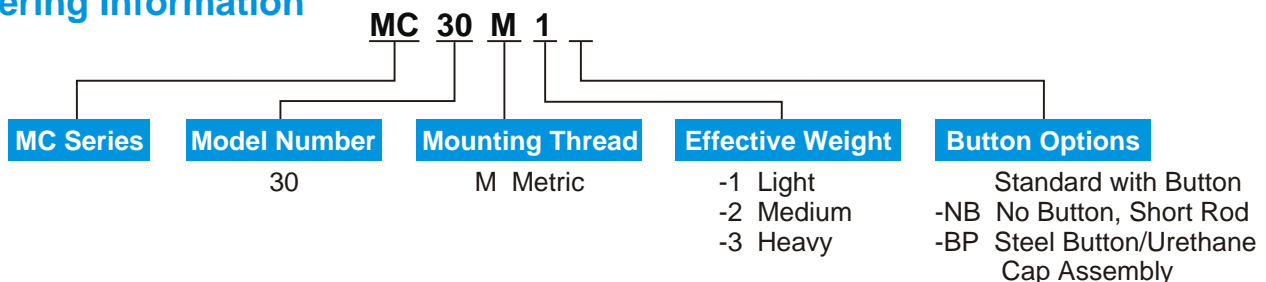 ering Information
MC 30 M 1
MC Series Model Number Mounting Thread Effective Weight Button Options
30 M Metric -1 Light Standard with Button
-2 Medium -NB No Button, Short Rod
-3 Heavy -BP Steel Button/Urethane
Cap Assembly